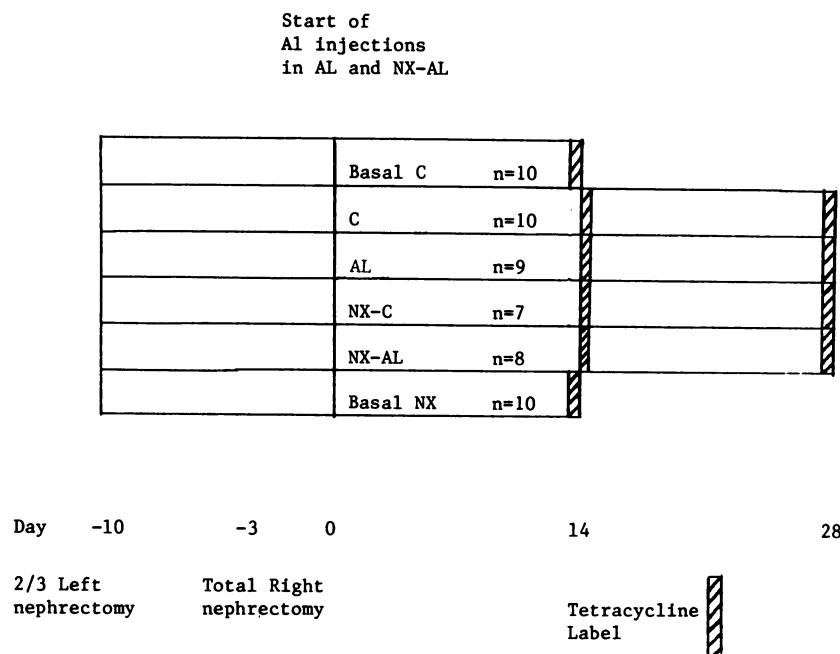 Start of
Al injections
in AL and NX-AL
Basal C n=10
C n=10
AL n=9
NX-C n=7
NX-AL n=8
Basal NX n=10
Day -10 -3 0 14 28
2/3 Left Total Right
nephrectomy nephrectomy
Tetracycline
Label